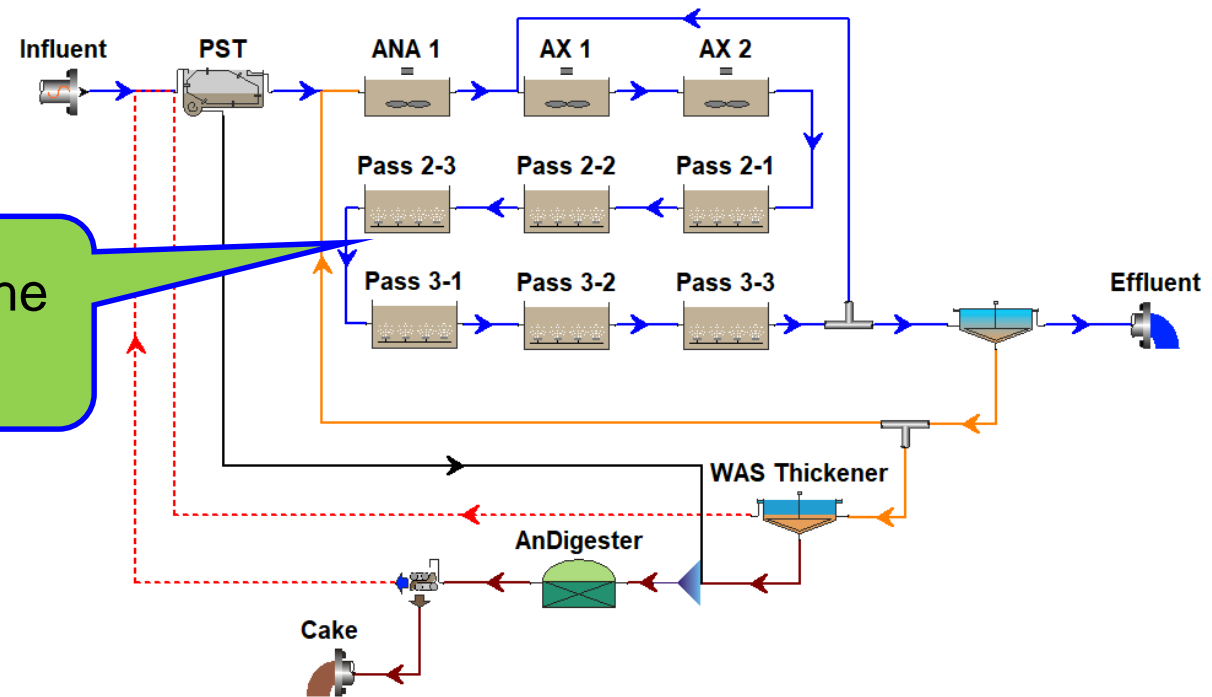 Influent
PST
ANA 1
AX 1
AX 2
Pass 2-3
Pass 2-2
Pass 2-1
Pass 3-1
Pass 3-2
Pass 3-3
Effluent
WAS Thickener
AnDigester
Cake